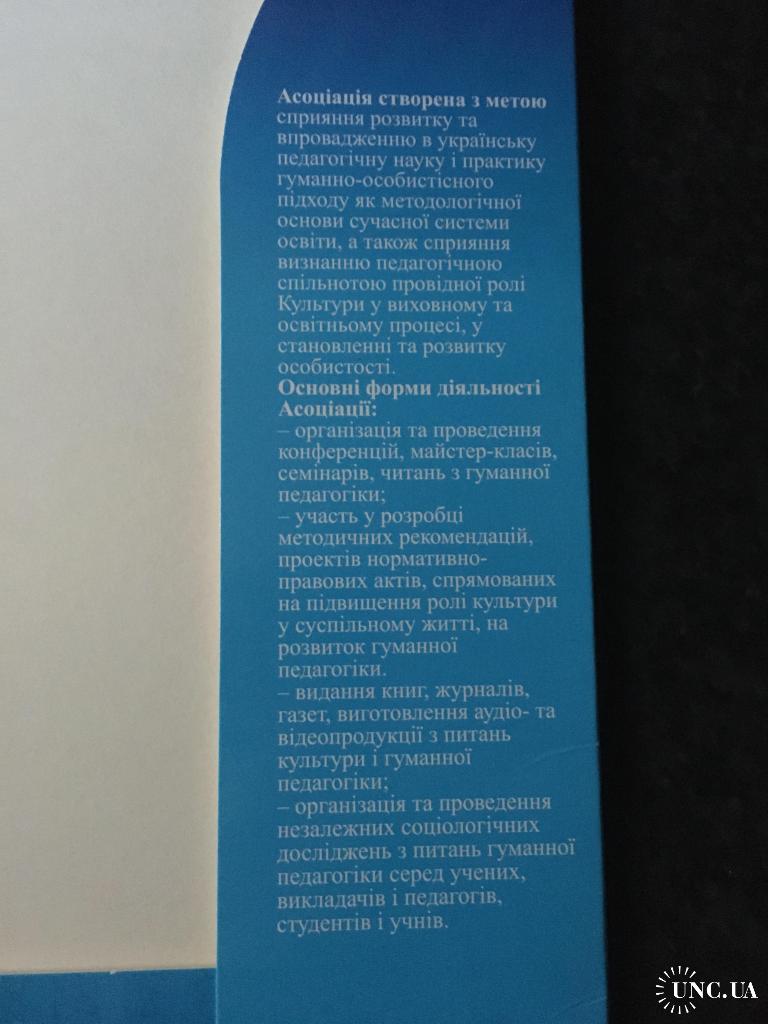 Асоціація створена з метою
сприяння розвитку та
впровадженню в українську
педагогічну науку і практику
гуманно-особистісного
підходу як методологічної
основи сучасної системи
освіти, а також сприяння
визнанню педагогічною
спільнотою провідної ролі
Культури у виховному та
освітньому процесі, у
становленні та розвитку
особистості.
Основні форми діяльності
Асоціації:
– організація та проведення
конференцій, майстер-класів,
семінарів, читань з гуманної
педагогіки;
– участь у розробці
методичних рекомендацій,
проектів нормативно-
правових актів, спрямованих
на підвищення ролі культури
у суспільному житті, на
розвиток гуманної
педагогіки.
– видання книг, журналів,
газет, виготовлення аудіо- та
відеопродукції з питань
культури і гуманної
педагогіки;
– організація та проведення
незалежних соціологічних
досліджень з питань гуманної
педагогіки серед учених,
викладачів і педагогів,
студентів і учнів.
UNC.UA